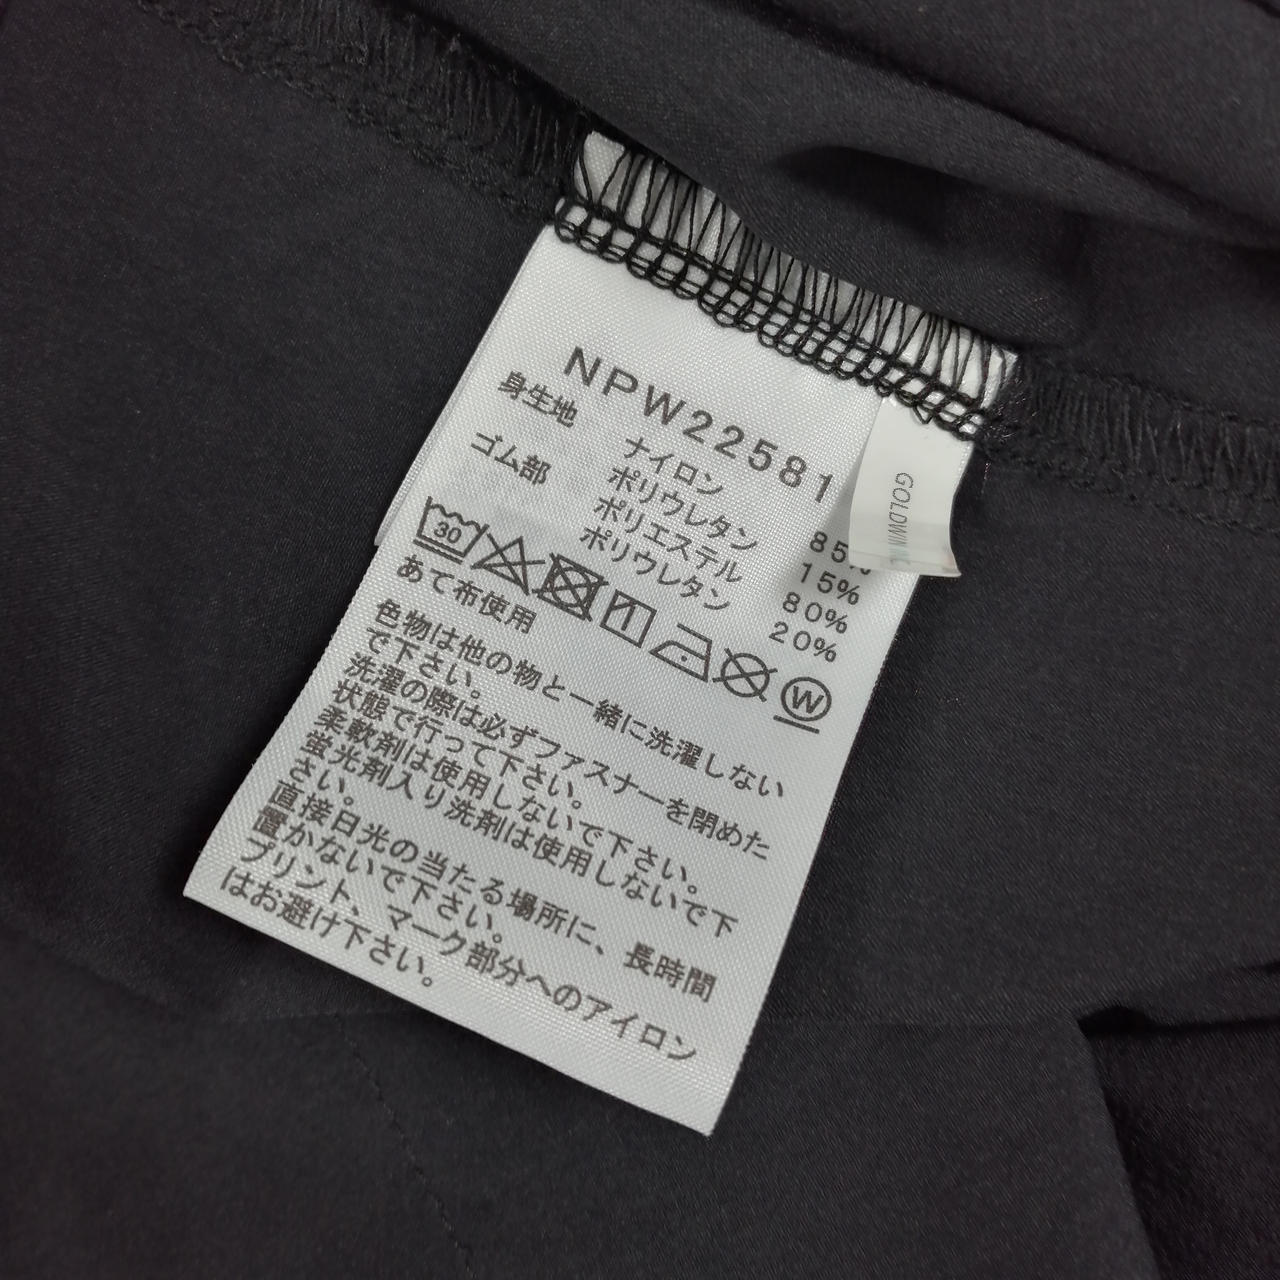 NPW22581
身生地 ナイロン 85%
ポリウレタン 15%
ゴム部 ポリエステル 80%
ポリウレタン 20%
30
W
あて布使用
色物は他の物と一緒に洗濯しない
で下さい。
洗濯の際は必ずファスナーを閉めた
状態で行って下さい。
柔軟剤は使用しないで下さい。
蛍光剤入り洗剤は使用しないで下
さい。
直接日光の当たる場所に、長時間
置かないで下さい。
プリント、マーク部分へのアイロン
はお避け下さい。